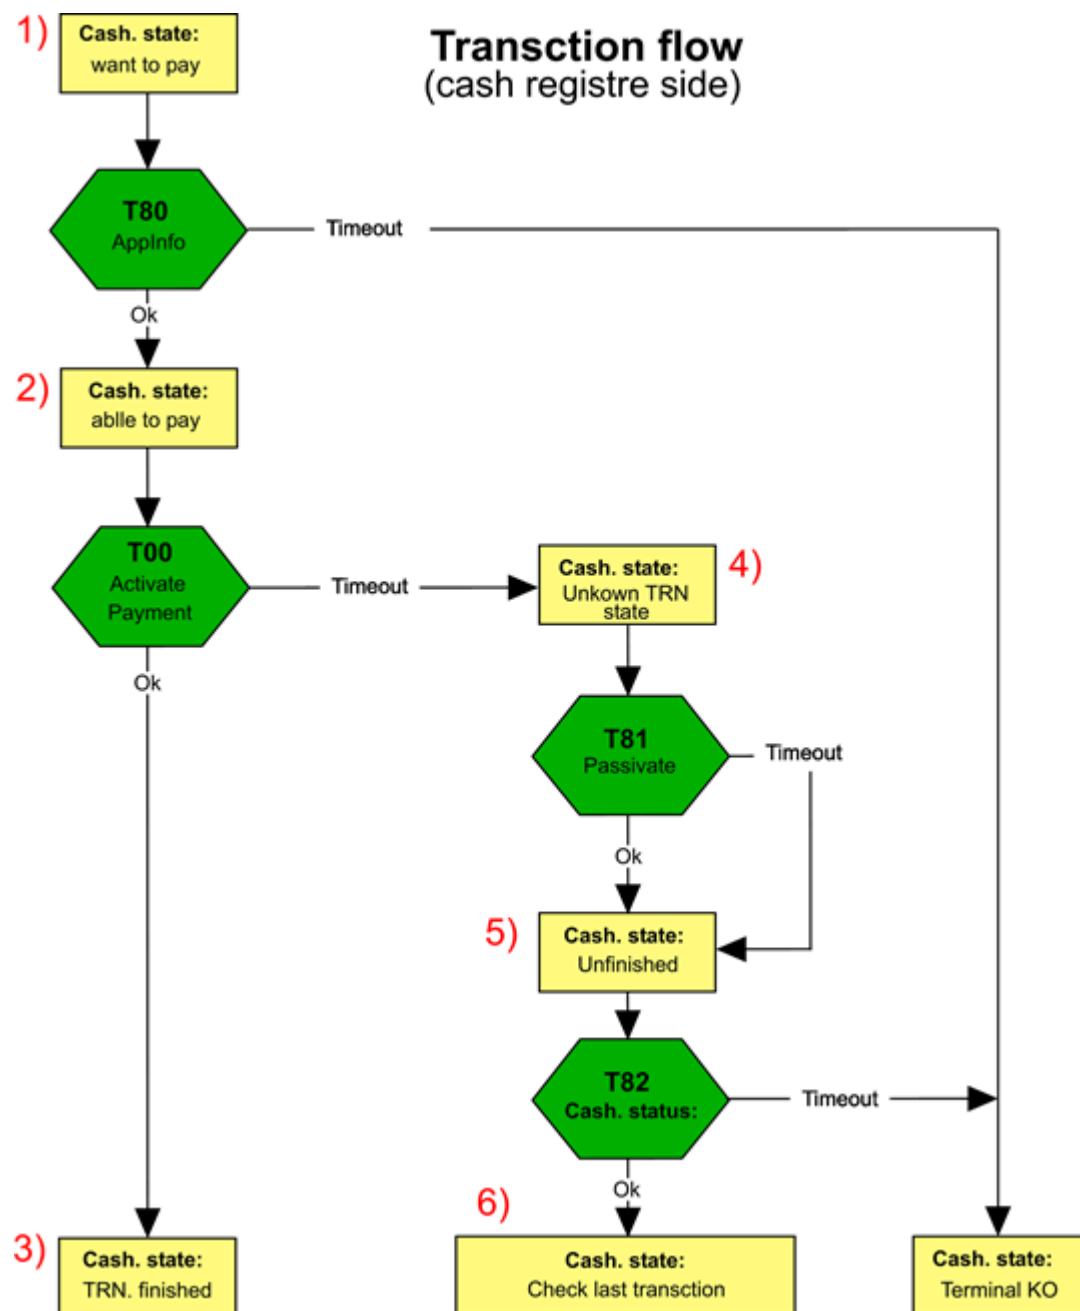 1)
Cash. state:
want to pay
Transction flow
(cash registre side)
T80
AppInfo
Timeout
Ok
2)
Cash. state:
ablle to pay
T00
Activate
Payment
Timeout
Cash. state:
Unkown TRN
state
4)
Ok
T81
Passivate
Timeout
Ok
5)
Cash. state:
Unfinished
T82
Cash. status:
Timeout
Ok
6)
3)
Cash. state:
TRN. finished
Cash. state:
Check last transction
Cash. state:
Terminal KO